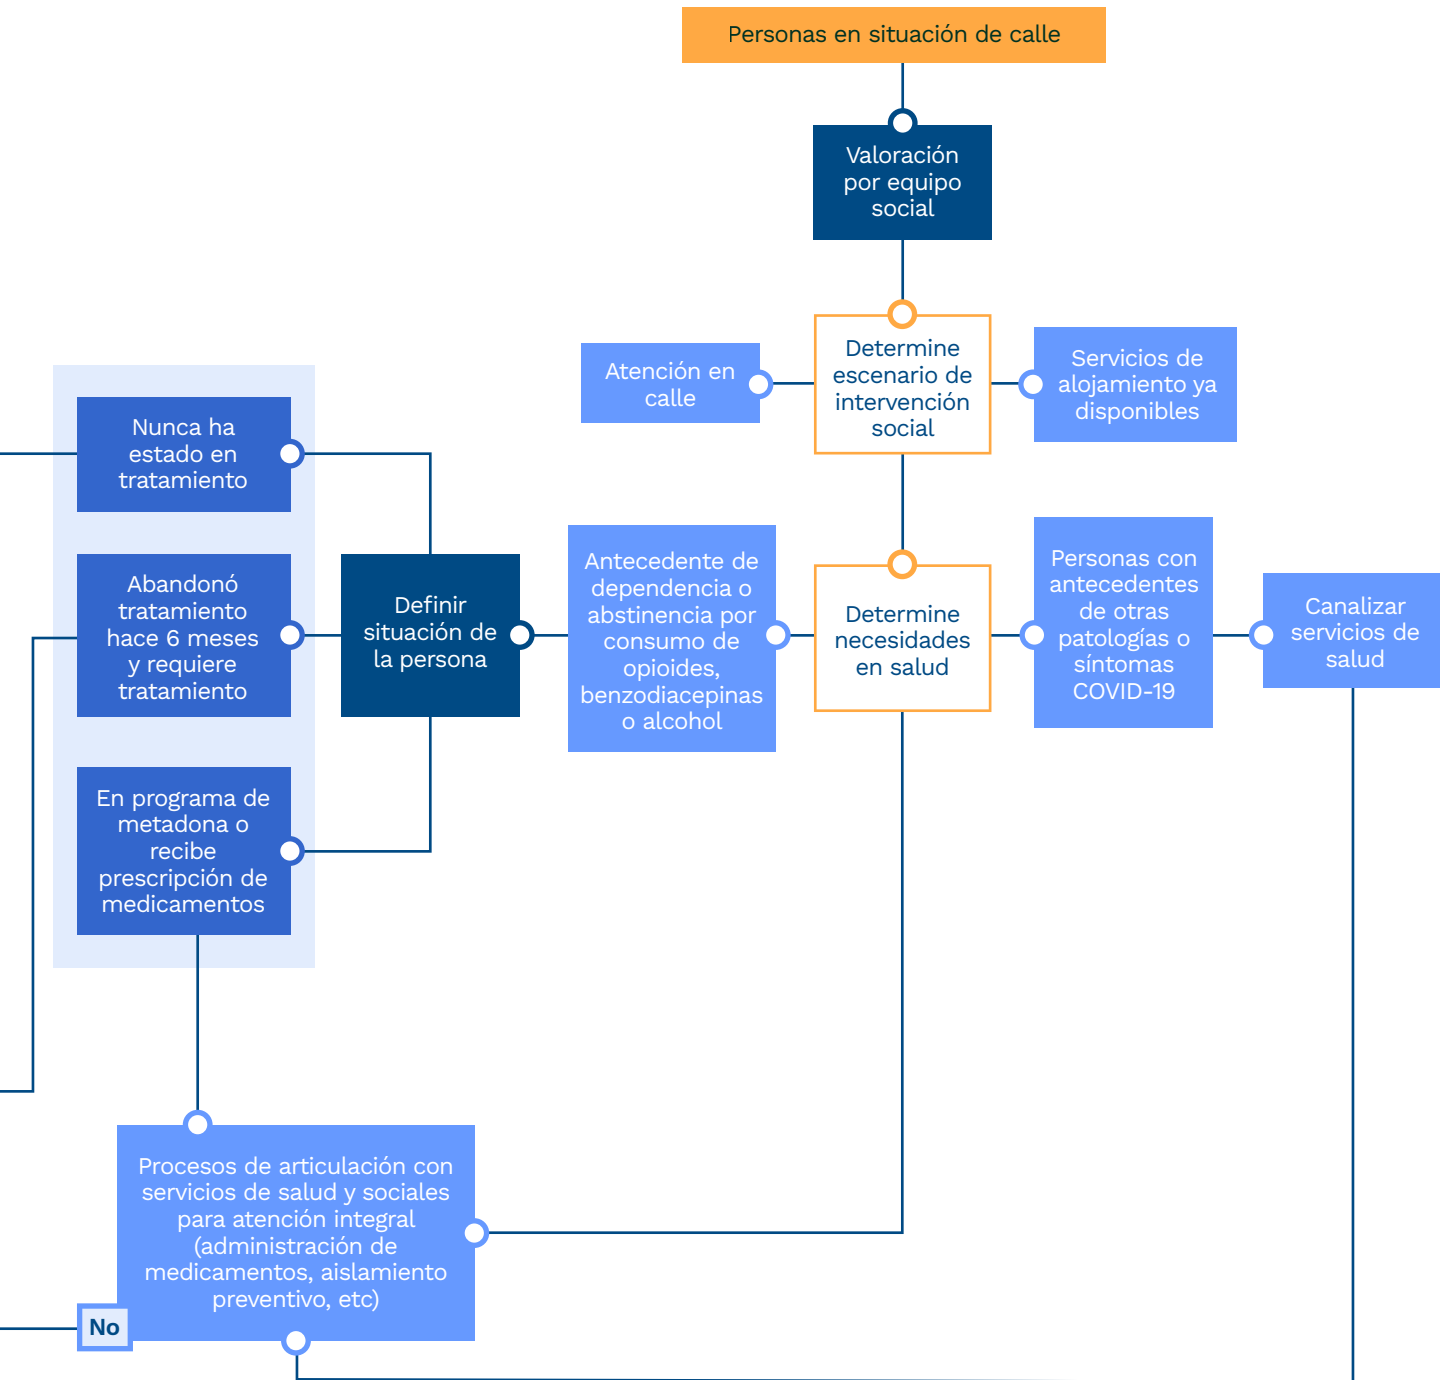 Personas en situación de calle
Valoración
por equipo
social
Determine
escenario de
intervención
social
Atención en
calle
Servicios de
alojamiento ya
disponibles
Determine
necesidades
en salud
Antecedente de
dependencia o
abstinencia por
consumo de
opioides,
benzodiacepinas
o alcohol
Personas con
antecedentes
de otras
patologías o
síntomas
COVID-19
Canalizar
servicios de
salud
Definir
situación de
la persona
Nunca ha
estado en
tratamiento
Abandonó
tratamiento
hace 6 meses
y requiere
tratamiento
En programa de
metadona o
recibe
prescripción de
medicamentos
Procesos de articulación con
servicios de salud y sociales
para atención integral
(administración de
medicamentos, aislamiento
preventivo, etc)
No